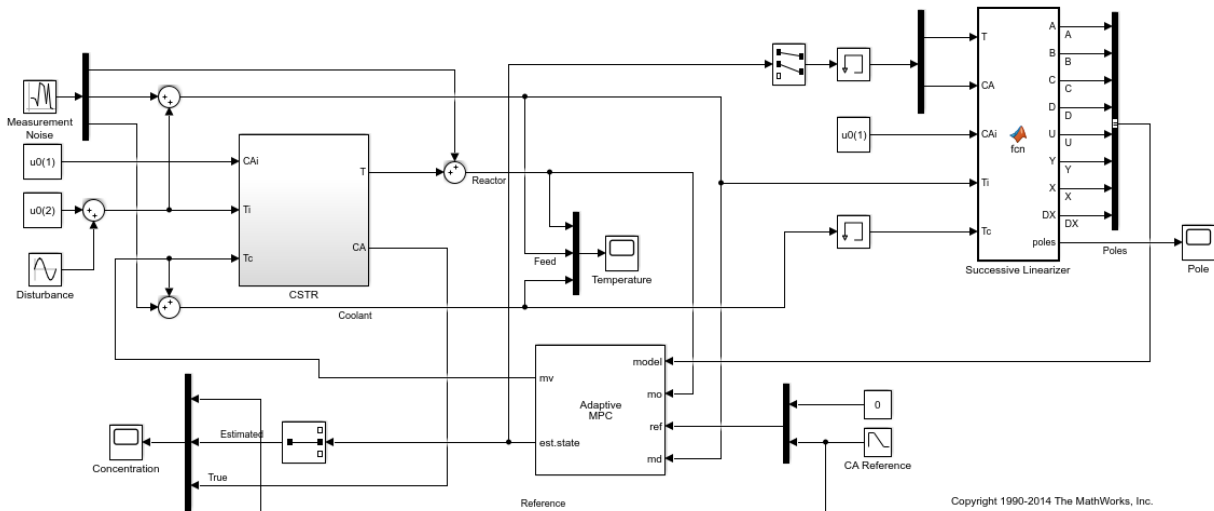 Measurement
Noise
u0(1)
u0(2)
Disturbance
CAi
Ti
Tc
T
CA
CSTR
Reactor
Feed
Temperature
Coolant
T
CA
CAi
Ti
Tc
u0(1)
fcn
A
B
C
D
U
Y
X
DX
poles
A
B
C
D
U
Y
X
DX
Successive Linearizer
Poles
Pole
mv
est.state
Adaptive
MPC
model
mo
ref
md
0
CA Reference
Estimated
True
Concentration
Reference
Copyright 1990-2014 The MathWorks, Inc.